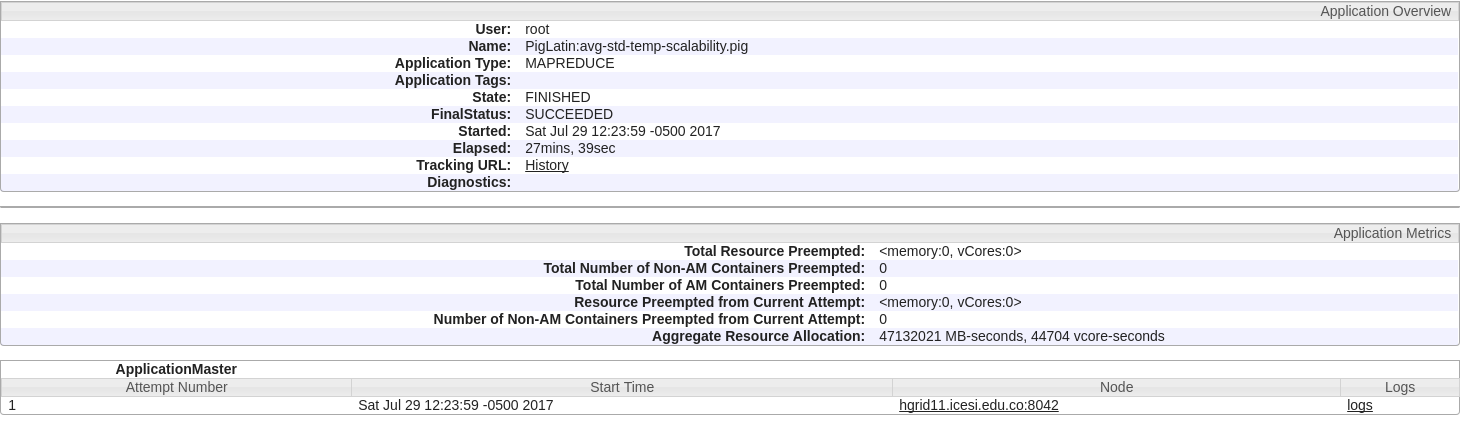 Application Overview
User: root
Name: PigLatin:avg-std-temp-scalability.pig
Application Type: MAPREDUCE
Application Tags:
State: FINISHED
FinalStatus: SUCCEEDED
Started: Sat Jul 29 12:23:59 -0500 2017
Elapsed: 27mins, 39sec
Tracking URL: History
Diagnostics:
Application Metrics
Total Resource Preempted: <memory:0, vCores:0>
Total Number of Non-AM Containers Preempted: 0
Total Number of AM Containers Preempted: 0
Resource Preempted from Current Attempt: <memory:0, vCores:0>
Number of Non-AM Containers Preempted from Current Attempt: 0
Aggregate Resource Allocation: 47132021 MB-seconds, 44704 vcore-seconds
ApplicationMaster
Attempt Number Start Time Node Logs
1 Sat Jul 29 12:23:59 -0500 2017 hgrid11.icesi.edu.co:8042 logs